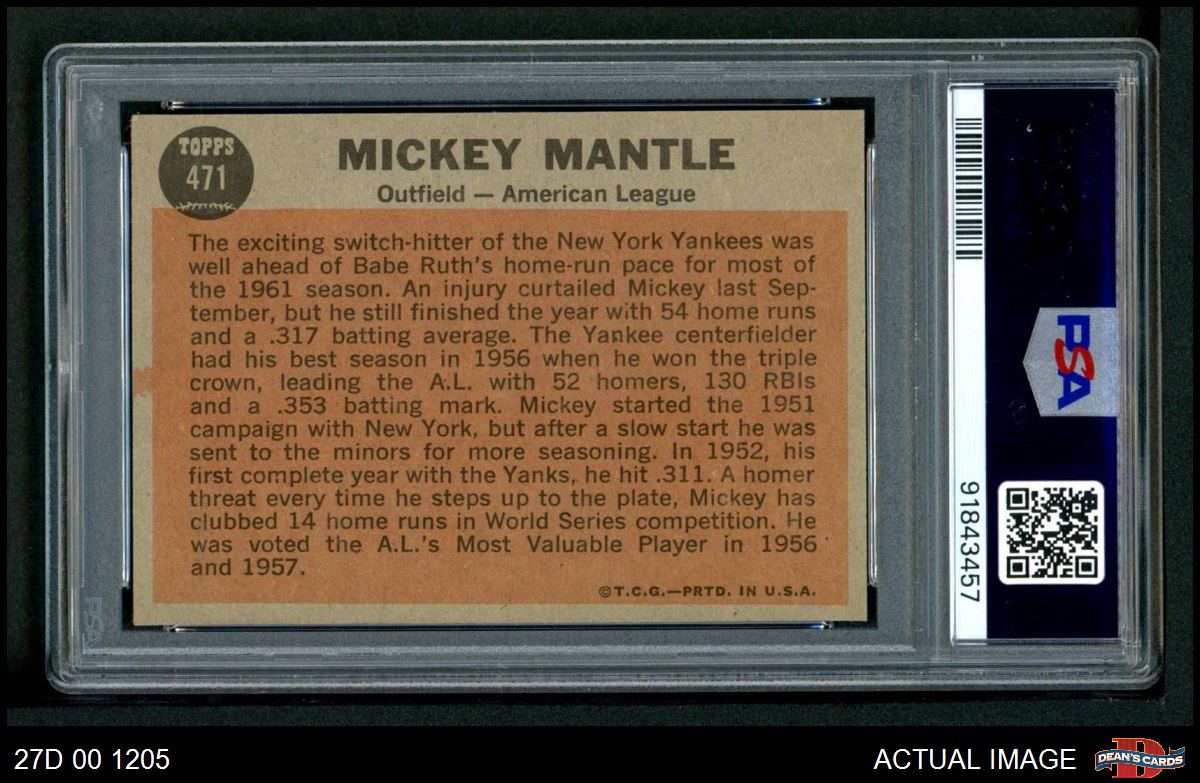 TOPPS
471
MICKEY MANTLE
Outfield — American League
The exciting switch-hitter of the New York Yankees was
well ahead of Babe Ruth's home-run pace for most of
the 1961 season. An injury curtailed Mickey last Sep-
tember, but he still finished the year with 54 home runs
and a .317 batting average. The Yankee centerfielder
had his best season in 1956 when he won the triple
crown, leading the A.L. with 52 homers, 130 RBIs
and a .353 batting mark. Mickey started the 1951
campaign with New York, but after a slow start he was
sent to the minors for more seasoning. In 1952, his
first complete year with the Yanks, he hit .311. A homer
threat every time he steps up to the plate, Mickey has
clubbed 14 home runs in World Series competition. He
was voted the A.L.'s Most Valuable Player in 1956
and 1957.
©T.C.G.—PRTD. IN U.S.A.
PSA
91843457
PSA
27D 00 1205
ACTUAL IMAGE
D
DEAN'S CARDS